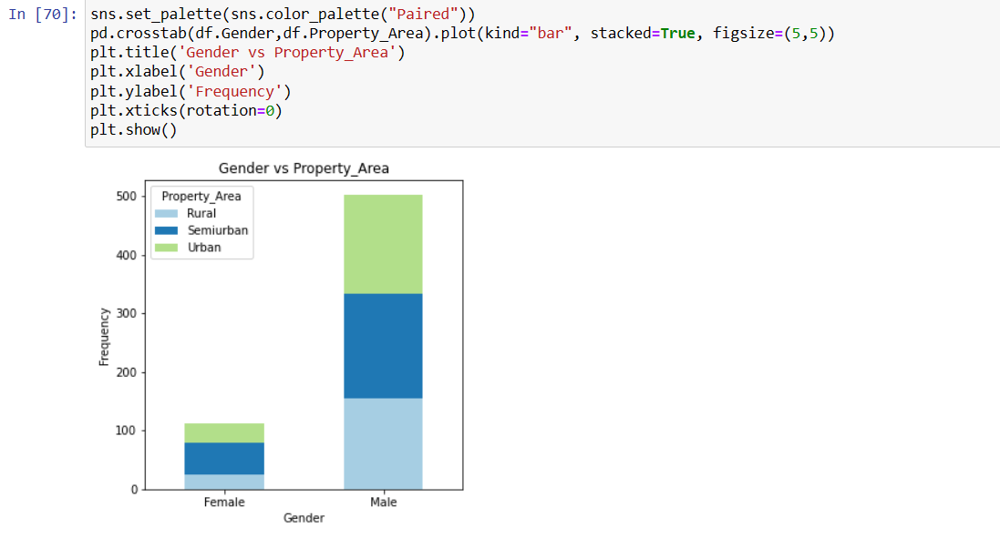 In [70]:
sns.set_palette(sns.color_palette("Paired"))
pd.crosstab(df.Gender,df.Property_Area).plot(kind="bar", stacked=True, figsize=(5,5))
plt.title('Gender vs Property_Area')
plt.xlabel('Gender')
plt.ylabel('Frequency')
plt.xticks(rotation=0)
plt.show()
Gender vs Property_Area
Property_Area
Rural
Semiurban
Urban
500
400
300
200
100
0
Frequency
Female
Male
Gender